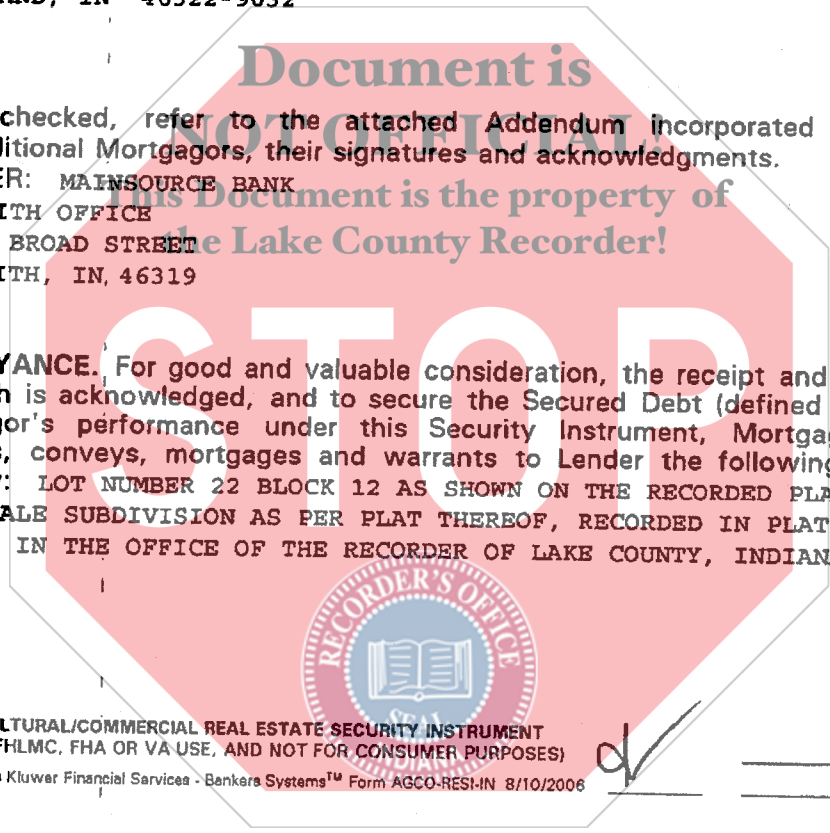 IN 46322-9032
Document is
NOT OFFICIAL!
This Document is the property of
the Lake County Recorder!
STOP
checked, refer to the attached Addendum incorporated
ditional Mortgagors, their signatures and acknowledgments.
ER: MAINSOURCE BANK
ITH OFFICE
BROAD STREET
ITH, IN, 46319
YANCE. For good and valuable consideration, the receipt and
h is acknowledged, and to secure the Secured Debt (defined
gor's performance under this Security Instrument, Mortga
s, conveys, mortgages and warrants to Lender the following
: LOT NUMBER 22 BLOCK 12 AS SHOWN ON THE RECORDED PLA
ALE SUBDIVISION AS PER PLAT THEREOF, RECORDED IN PLAT
IN THE OFFICE OF THE RECORDER OF LAKE COUNTY, INDIAN
RECORDER'S OFFICE
SEAL
INDIANA
LTURAL/COMMERCIAL REAL ESTATE SECURITY INSTRUMENT
FHLMC, FHA OR VA USE, AND NOT FOR CONSUMER PURPOSES)
Kluwer Financial Services - Bankers Systems™ Form AGCO-RESI-IN 8/10/2006